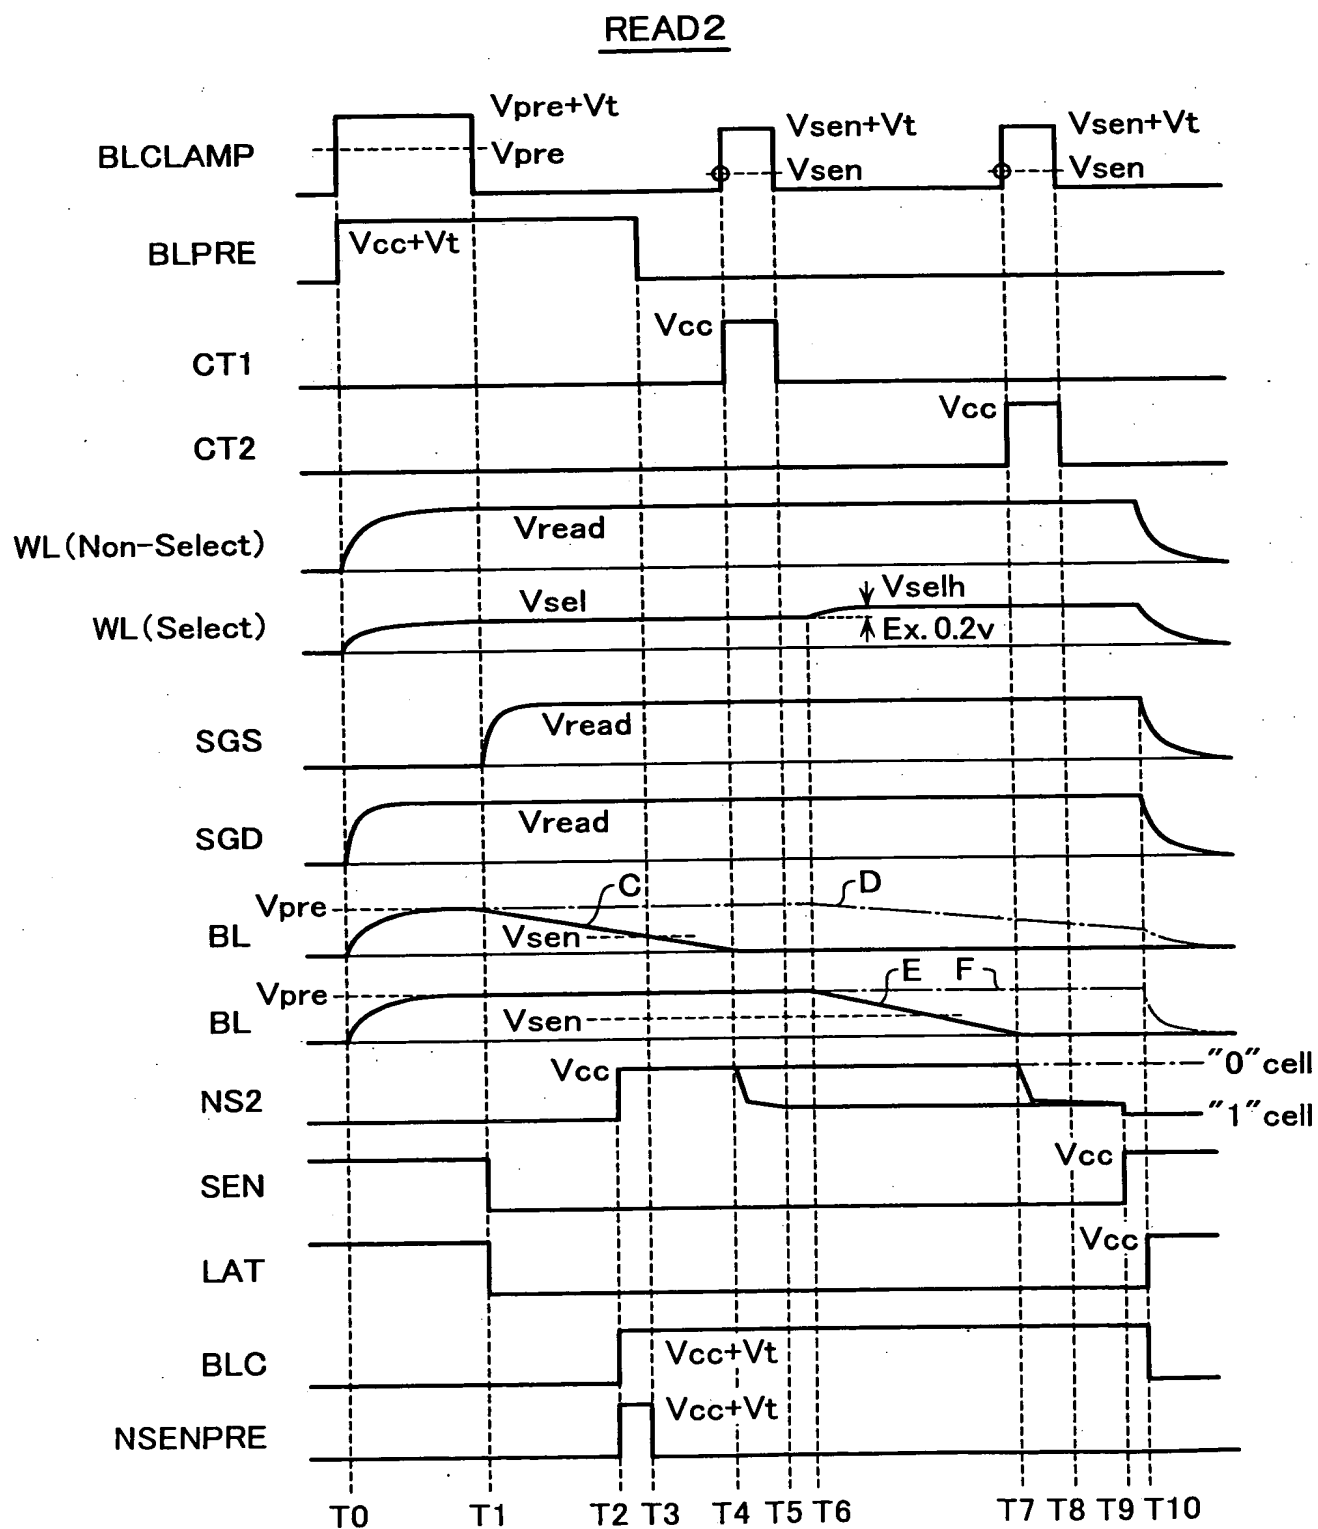 READ2
Vpre+Vt
Vsen+Vt
Vsen+Vt
BLCLAMP
Vpre
Vsen
Vsen
BLPRE
Vcc+Vt
CT1
Vcc
CT2
Vcc
WL(Non-Select)
Vread
WL(Select)
Vsel
Vselh
Ex. 0.2v
SGS
Vread
SGD
Vread
Vpre
C
D
BL
Vsen
Vpre
E
F
BL
Vsen
NS2
Vcc
"0" cell
"1" cell
SEN
Vcc
LAT
Vcc
BLC
Vcc+Vt
NSENPRE
Vcc+Vt
T0 T1 T2 T3 T4 T5 T6 T7 T8 T9 T10